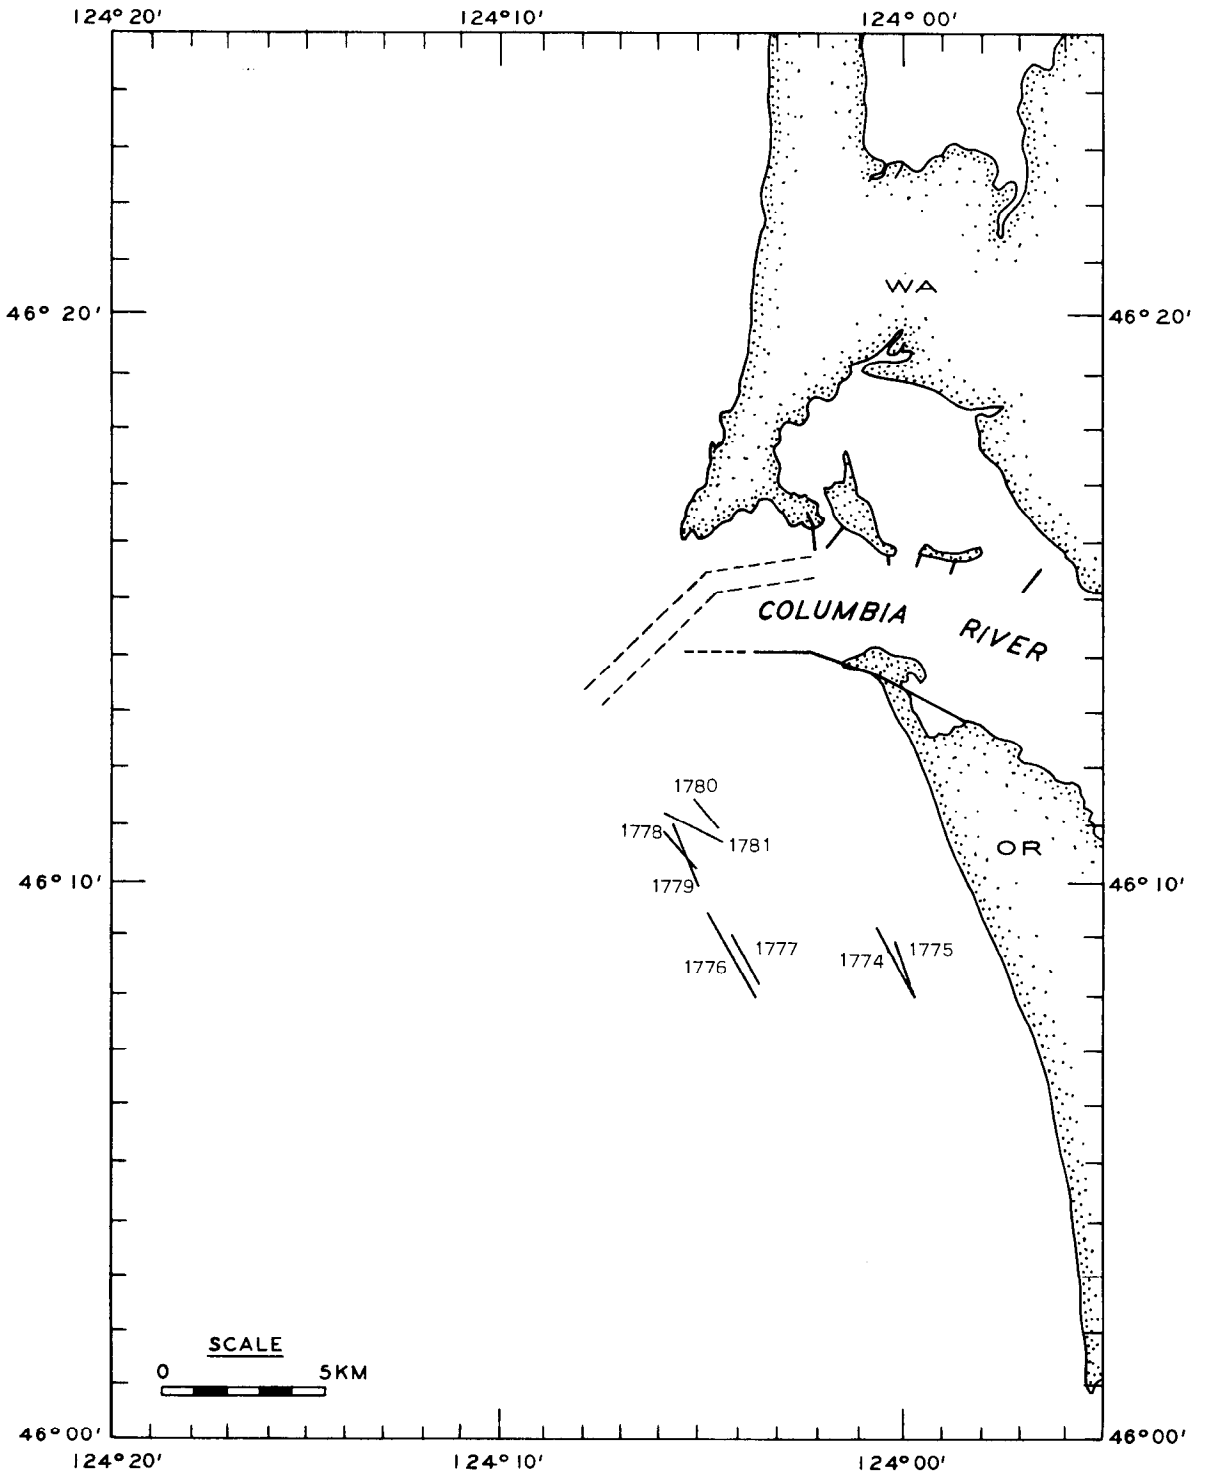 124° 20' 124° 10' 124° 00'
WA
46° 20' 46° 20'
COLUMBIA RIVER
1780
1778
1781
OR
46° 10' 46° 10'
1779
1777 1775
1776 1774
SCALE
0 5KM
46° 00' 46° 00'
124° 20' 124° 10' 124° 00'